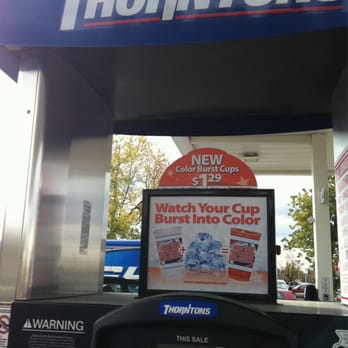 THORNTONS
NEW
Color Burst Cups
$1.29
Watch Your Cup
Burst Into Color
THORNTONS
WARNING
THIS SALE